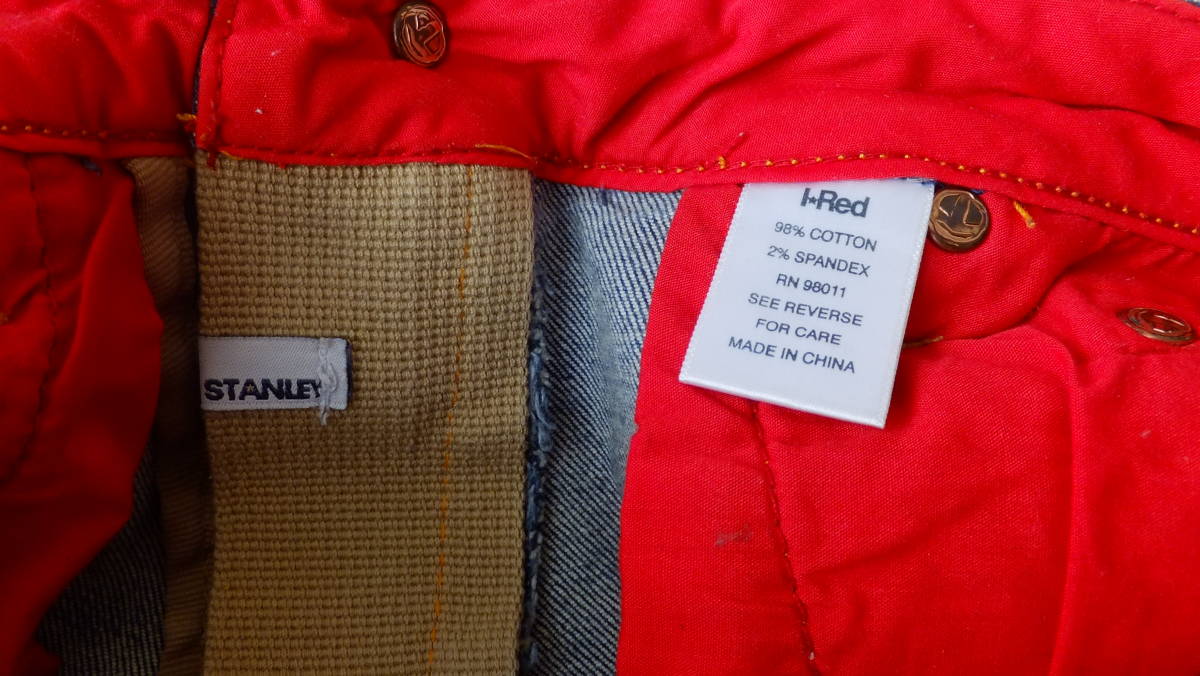 STANLEY
I★Red
98% COTTON
2% SPANDEX
RN 98011
SEE REVERSE
FOR CARE
MADE IN CHINA